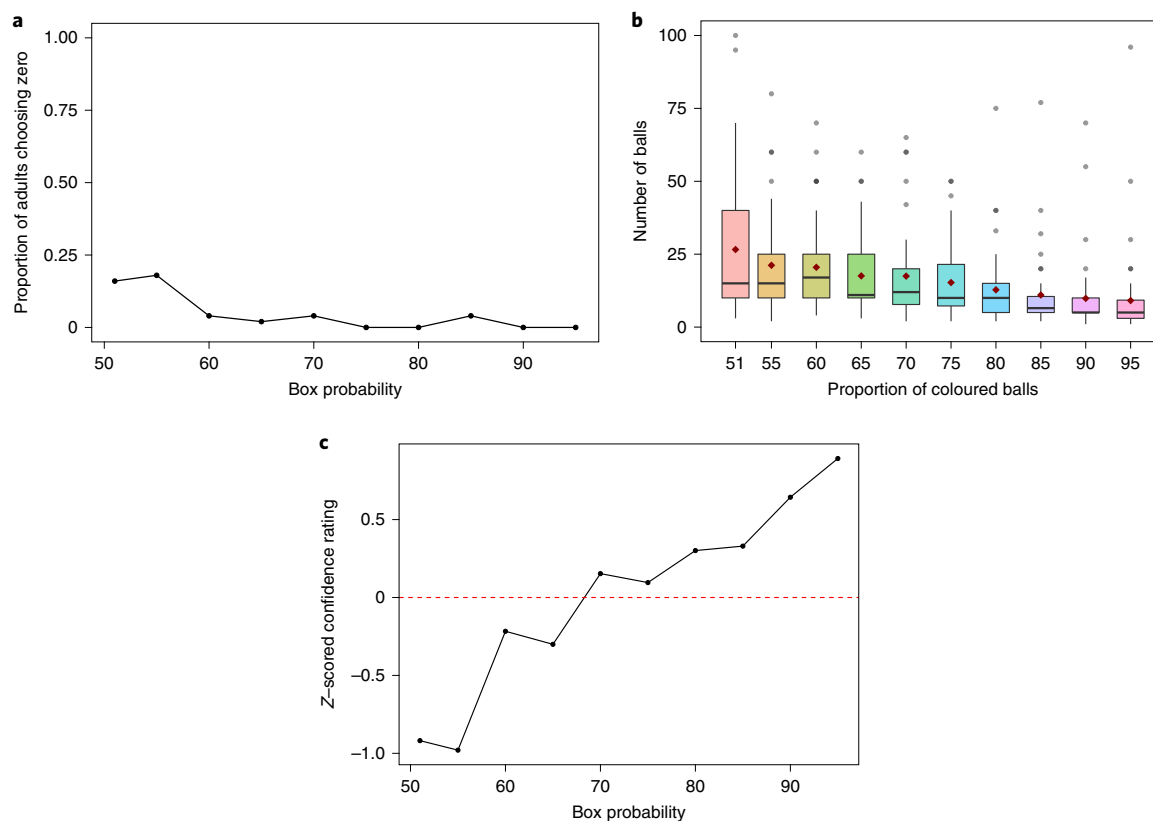 a
Proportion of adults choosing zero
1.00
0.75
0.50
0.25
0
50 60 70 80 90
Box probability
b
Number of balls
100
75
50
25
0
51 55 60 65 70 75 80 85 90 95
Proportion of coloured balls
c
Z–scored confidence rating
0.5
0
–0.5
–1.0
50 60 70 80 90
Box probability